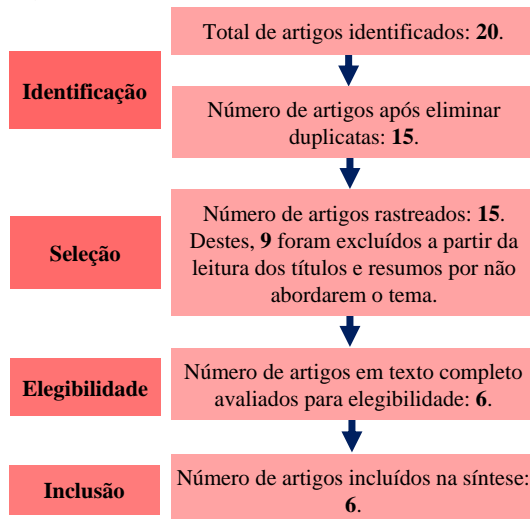 Total de artigos identificados: 20.
Identificação
Número de artigos após eliminar
duplicatas: 15.
Número de artigos rastreados: 15.
Destes, 9 foram excluídos a partir da
leitura dos títulos e resumos por não
abordarem o tema.
Seleção
Número de artigos em texto completo
avaliados para elegibilidade: 6.
Elegibilidade
Número de artigos incluídos na síntese:
6.
Inclusão